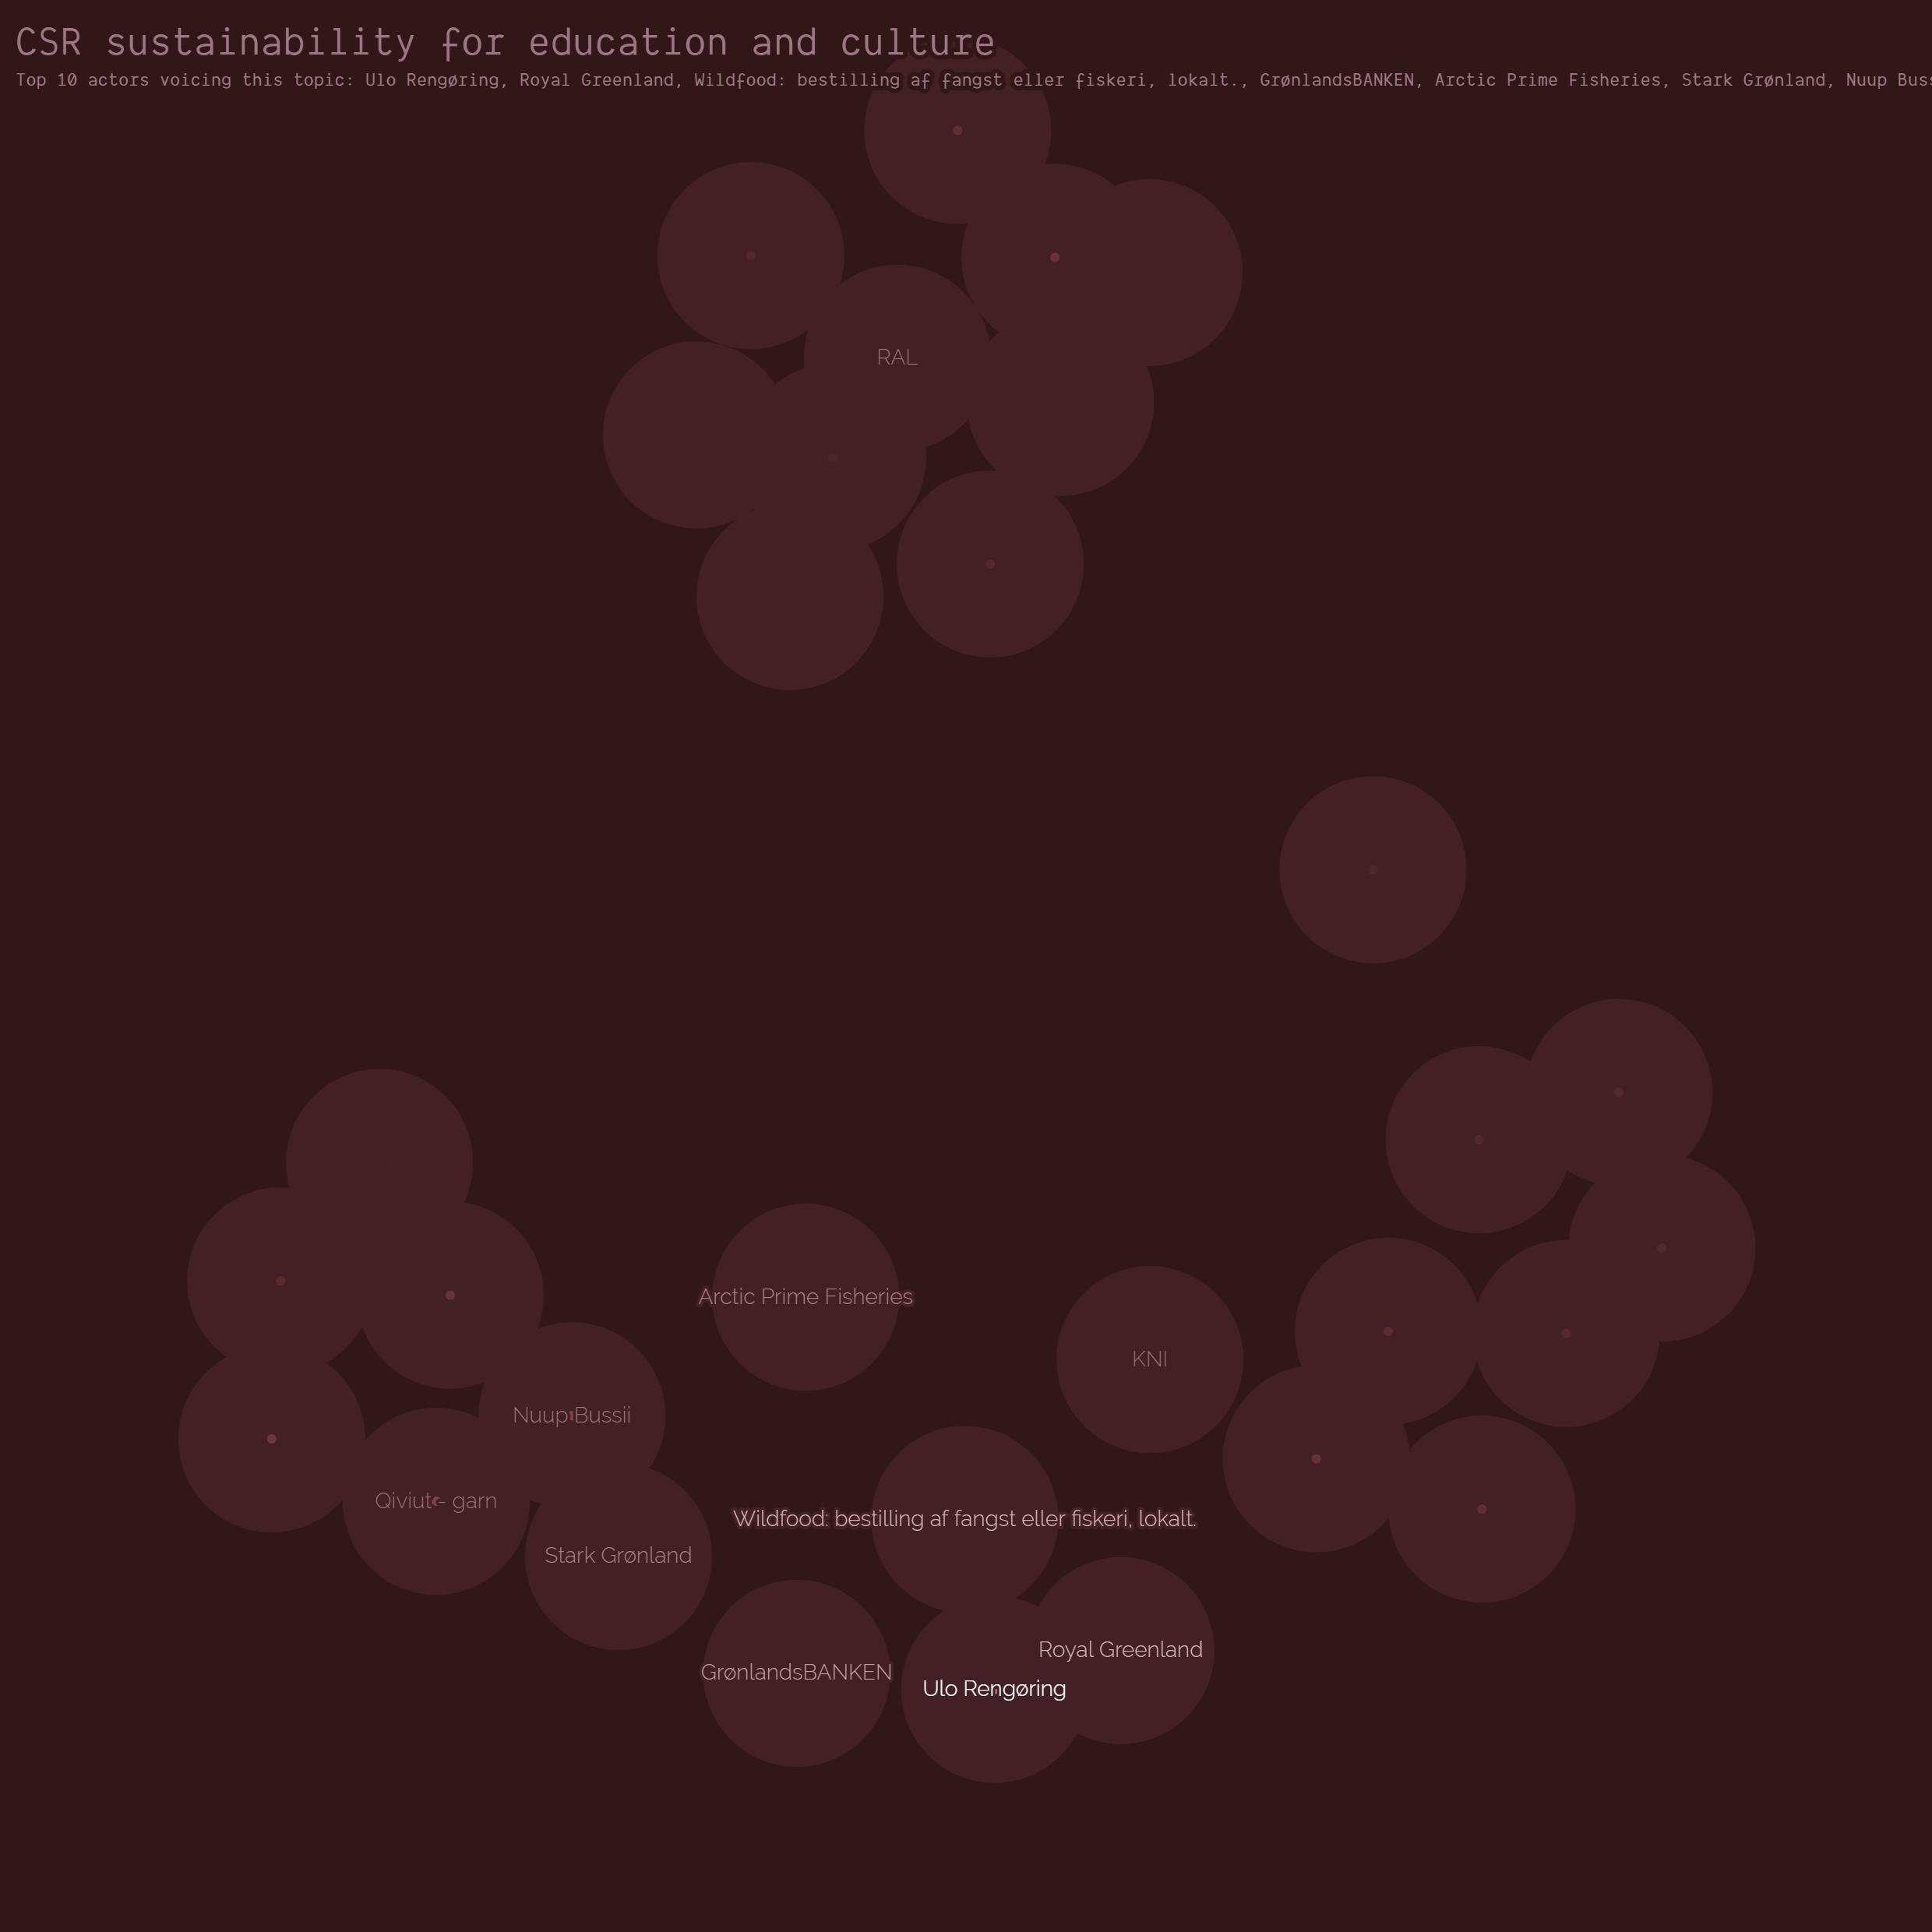 CSR sustainability for education and culture
Top 10 actors voicing this topic: Ulo Rengøring, Royal Greenland, Wildfood: bestilling af fangst eller fiskeri, lokalt., GrønlandsBANKEN, Arctic Prime Fisheries, Stark Grønland, Nuup
RAL
Arctic Prime Fisheries
KNI
Nuup Bussii
Qiviut - garn
Wildfood: bestilling af fangst eller fiskeri, lokalt.
Stark Grønland
Royal Greenland
GrønlandsBANKEN
Ulo Rengøring